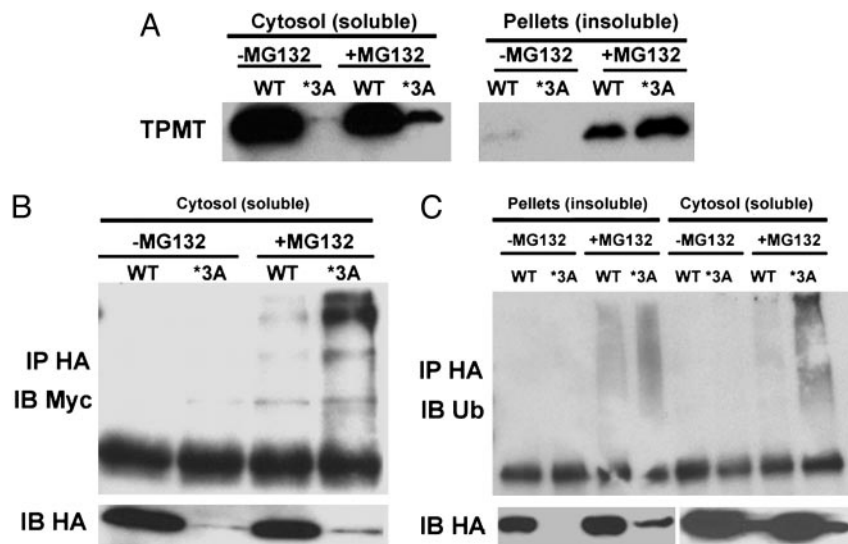 A
Cytosol (soluble) Pellets (insoluble)
-MG132 +MG132 -MG132 +MG132
WT *3A WT *3A WT *3A WT *3A
TPMT
B
Cytosol (soluble)
-MG132 +MG132
WT *3A WT *3A
IP HA
IB Myc
IB HA
C
Pellets (insoluble) Cytosol (soluble)
-MG132 +MG132 -MG132 +MG132
WT *3A WT *3A WT *3A WT *3A
IP HA
IB Ub
IB HA